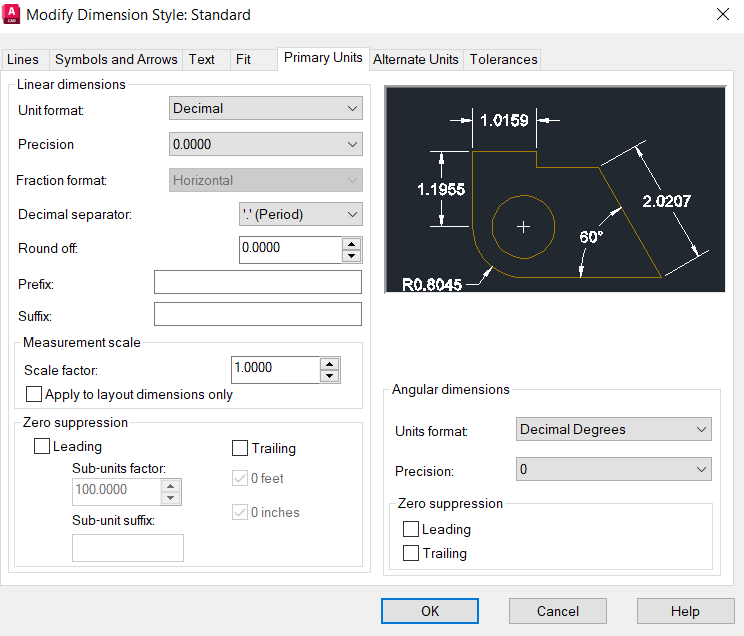 A
CAD
Modify Dimension Style: Standard
Lines
Symbols and Arrows
Text
Fit
Primary Units
Alternate Units
Tolerances
Linear dimensions
Unit format:
Decimal
Precision
0.0000
Fraction format:
Horizontal
Decimal separator:
'.' (Period)
Round off:
0.0000
Prefix:
Suffix:
Measurement scale
Scale factor:
1.0000
Apply to layout dimensions only
Zero suppression
Leading
Trailing
Sub-units factor:
0 feet
100.0000
Sub-unit suffix:
0 inches
1.0159
1.1955
2.0207
60°
R0.8045
Angular dimensions
Units format:
Decimal Degrees
Precision:
0
Zero suppression
Leading
Trailing
OK
Cancel
Help